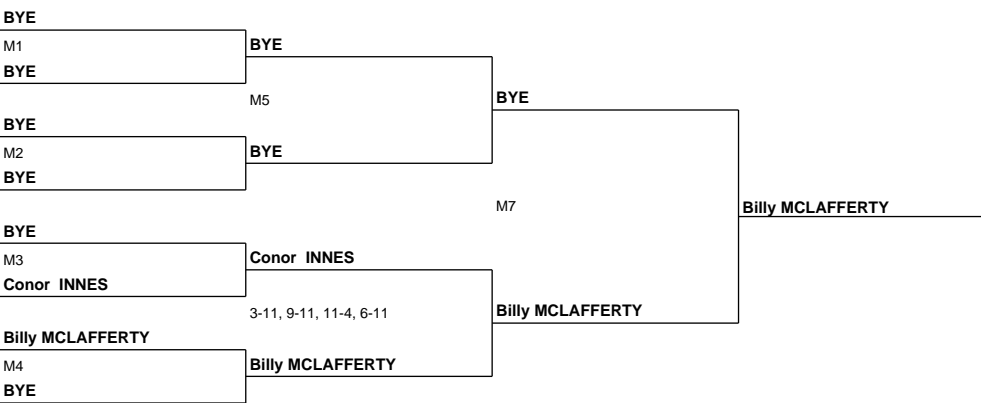 BYE
M1
BYE
BYE
M5
BYE
BYE
M2
BYE
BYE
M7
Billy MCLAFFERTY
BYE
M3
Conor INNES
Conor INNES
3-11, 9-11, 11-4, 6-11
Billy MCLAFFERTY
Billy MCLAFFERTY
M4
Billy MCLAFFERTY
BYE